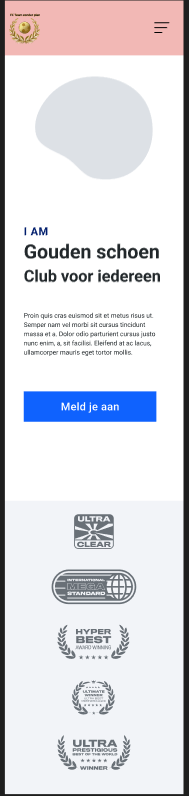 I AM
Gouden schoen
Club voor iedereen
Proin quis cras euismod sit et metus risus ut.
Semper nam vel morbi sit cursus tincidunt
massa et a. Dolor odio parturient cursus justo
nunc enim, a, sit facilisi. Eleifend at ac lacus,
ullamcorper mauris eget tortor mollis.
Meld je aan
ULTRA
CLEAR
INTERNATIONAL
MEGA
STANDARD
HYPER
BEST
AWARD WINNING
ULTIMATE
WINNER
ULTRA
PRESTIGIOUS
BEST OF THE WORLD
WINNER